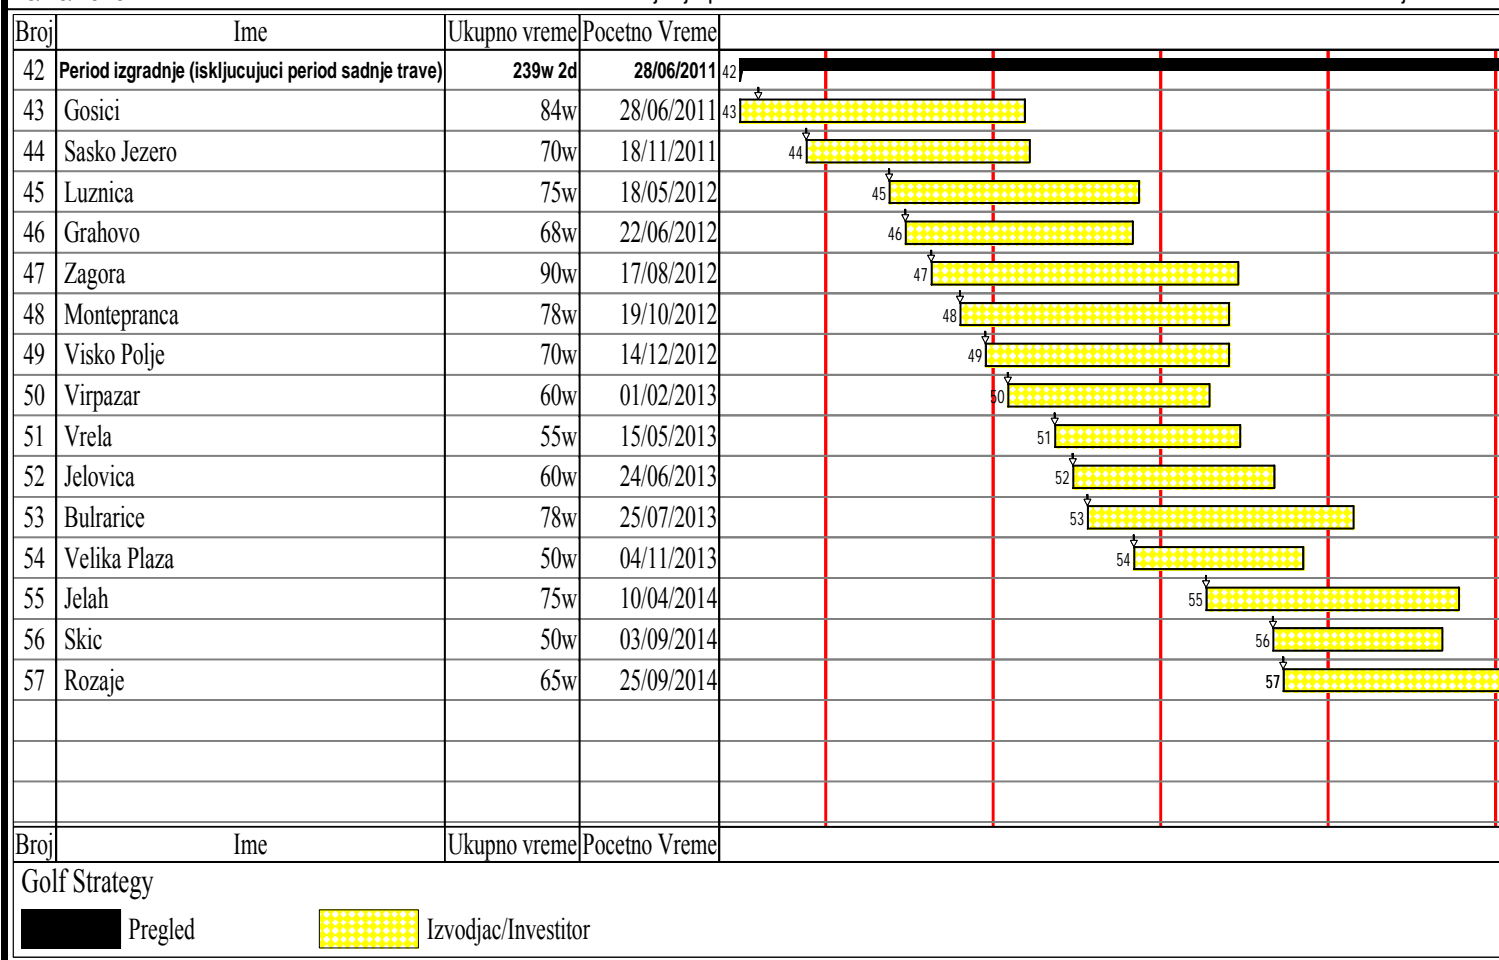 Broj Ime Ukupno vreme Pocetno Vreme
42 Period izgradnje (iskljucujuci period sadnje trave) 239w 2d 28/06/2011 42
43 Gosici 84w 28/06/2011 43
44 Sasko Jezero 70w 18/11/2011 44
45 Luznica 75w 18/05/2012 45
46 Grahovo 68w 22/06/2012 46
47 Zagora 90w 17/08/2012 47
48 Montepranca 78w 19/10/2012 48
49 Visko Polje 70w 14/12/2012 49
50 Virpazar 60w 01/02/2013 50
51 Vrela 55w 15/05/2013 51
52 Jelovica 60w 24/06/2013 52
53 Bulrarice 78w 25/07/2013 53
54 Velika Plaza 50w 04/11/2013 54
55 Jelah 75w 10/04/2014 55
56 Skic 50w 03/09/2014 56
57 Rozaje 65w 25/09/2014 57
Broj Ime Ukupno vreme Pocetno Vreme
Golf Strategy
Pregled Izvodjac/Investitor